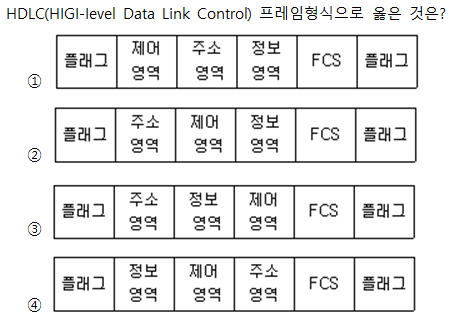 HDLC(HIGI-level Data Link Control) 프레임형식으로 옳은 것은?
① 플래그 제어 영역 주소 영역 정보 영역 FCS 플래그
② 플래그 주소 영역 제어 영역 정보 영역 FCS 플래그
③ 플래그 주소 영역 정보 영역 제어 영역 FCS 플래그
④ 플래그 정보 영역 제어 영역 주소 영역 FCS 플래그